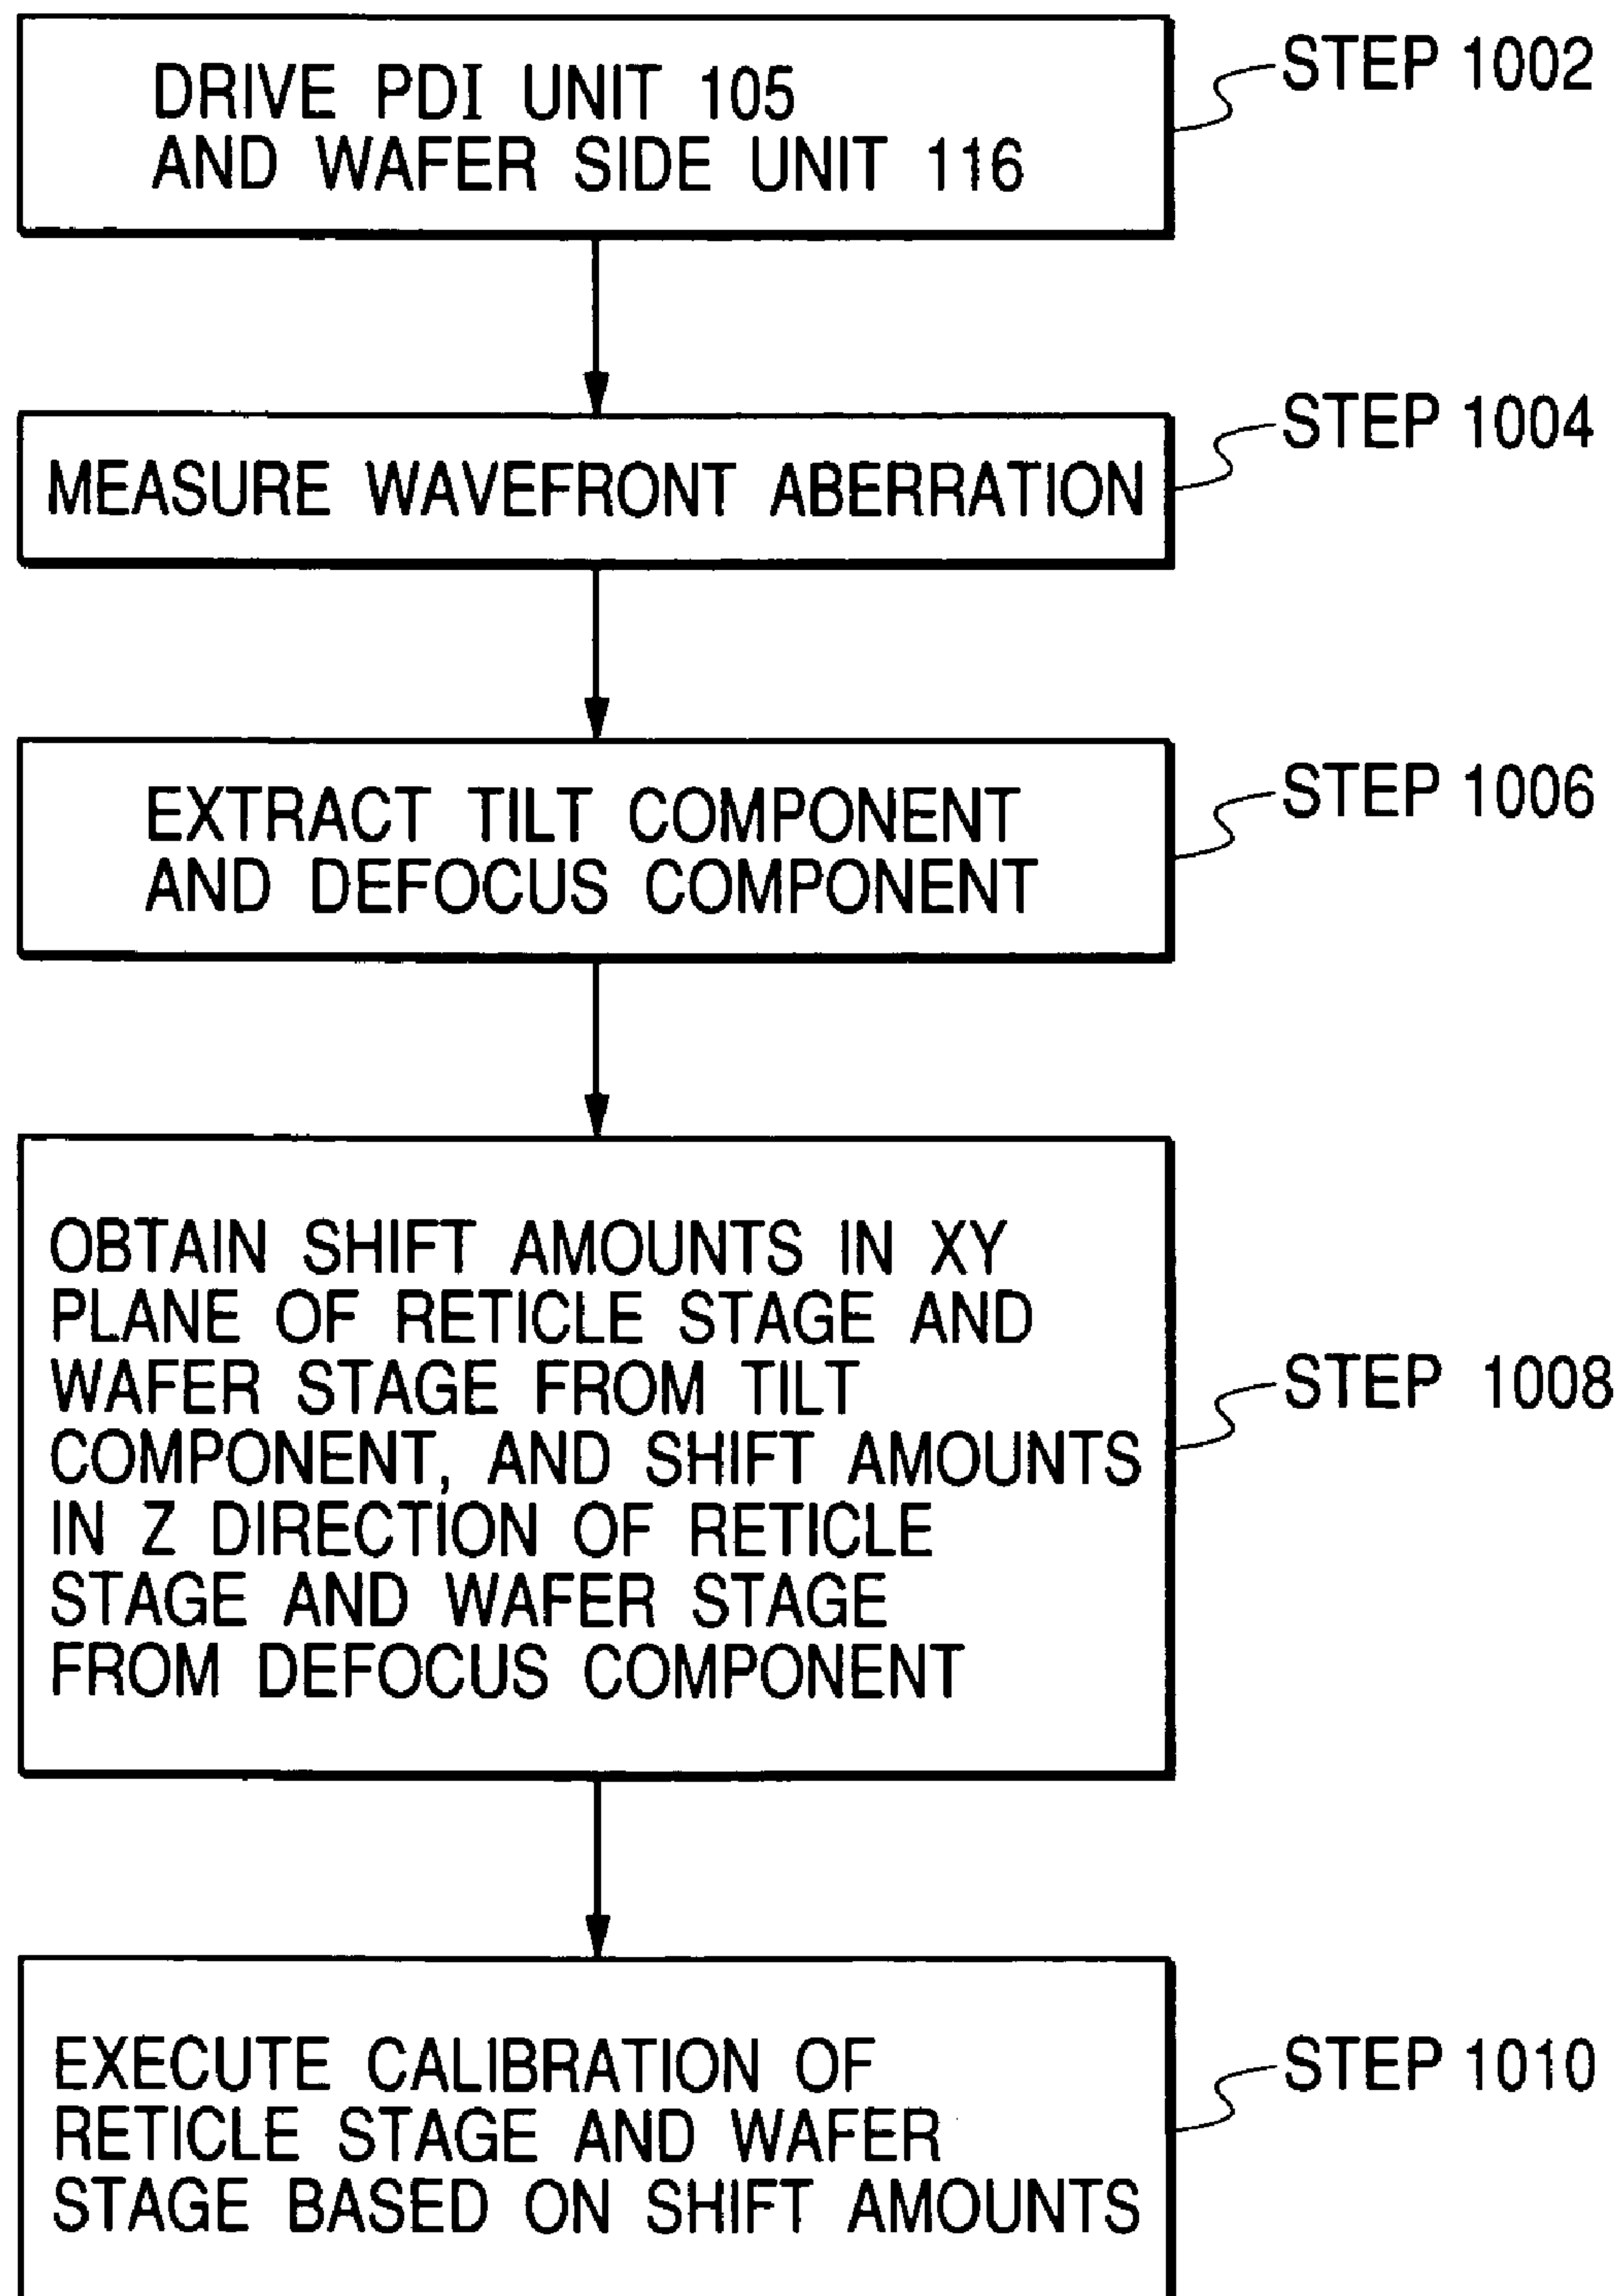 DRIVE PDI UNIT 105
AND WAFER SIDE UNIT 116
STEP 1002
MEASURE WAVEFRONT ABERRATION
STEP 1004
EXTRACT TILT COMPONENT
AND DEFOCUS COMPONENT
STEP 1006
OBTAIN SHIFT AMOUNTS IN XY
PLANE OF RETICLE STAGE AND
WAFER STAGE FROM TILT
COMPONENT, AND SHIFT AMOUNTS
IN Z DIRECTION OF RETICLE
STAGE AND WAFER STAGE
FROM DEFOCUS COMPONENT
STEP 1008
EXECUTE CALIBRATION OF
RETICLE STAGE AND WAFER
STAGE BASED ON SHIFT AMOUNTS
STEP 1010